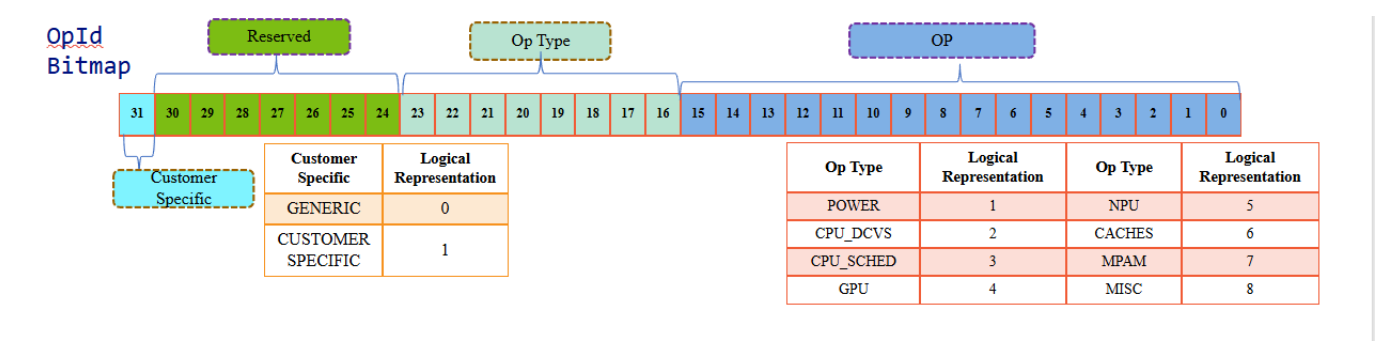 OpId
Bitmap
Reserved
Op Type
OP
31 30 29 28 27 26 25 24 23 22 21 20 19 18 17 16 15 14 13 12 11 10 9 8 7 6 5 4 3 2 1 0
Customer
Specific
Customer
Specific
Logical
Representation
GENERIC 0
CUSTOMER
SPECIFIC
1
Op Type
Logical
Representation
Op Type
Logical
Representation
POWER 1 NPU 5
CPU_DCVS 2 CACHES 6
CPU_SCHED 3 MPAM 7
GPU 4 MISC 8